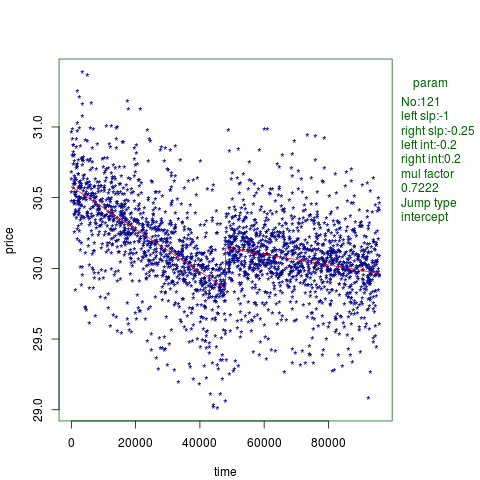 param
No:121
left slp:-1
right slp:-0.25
left int:-0.2
right int:0.2
mul factor
0.7222
Jump type
intercept
31.0
30.5
30.0
29.5
29.0
price
0 20000 40000 60000 80000
time